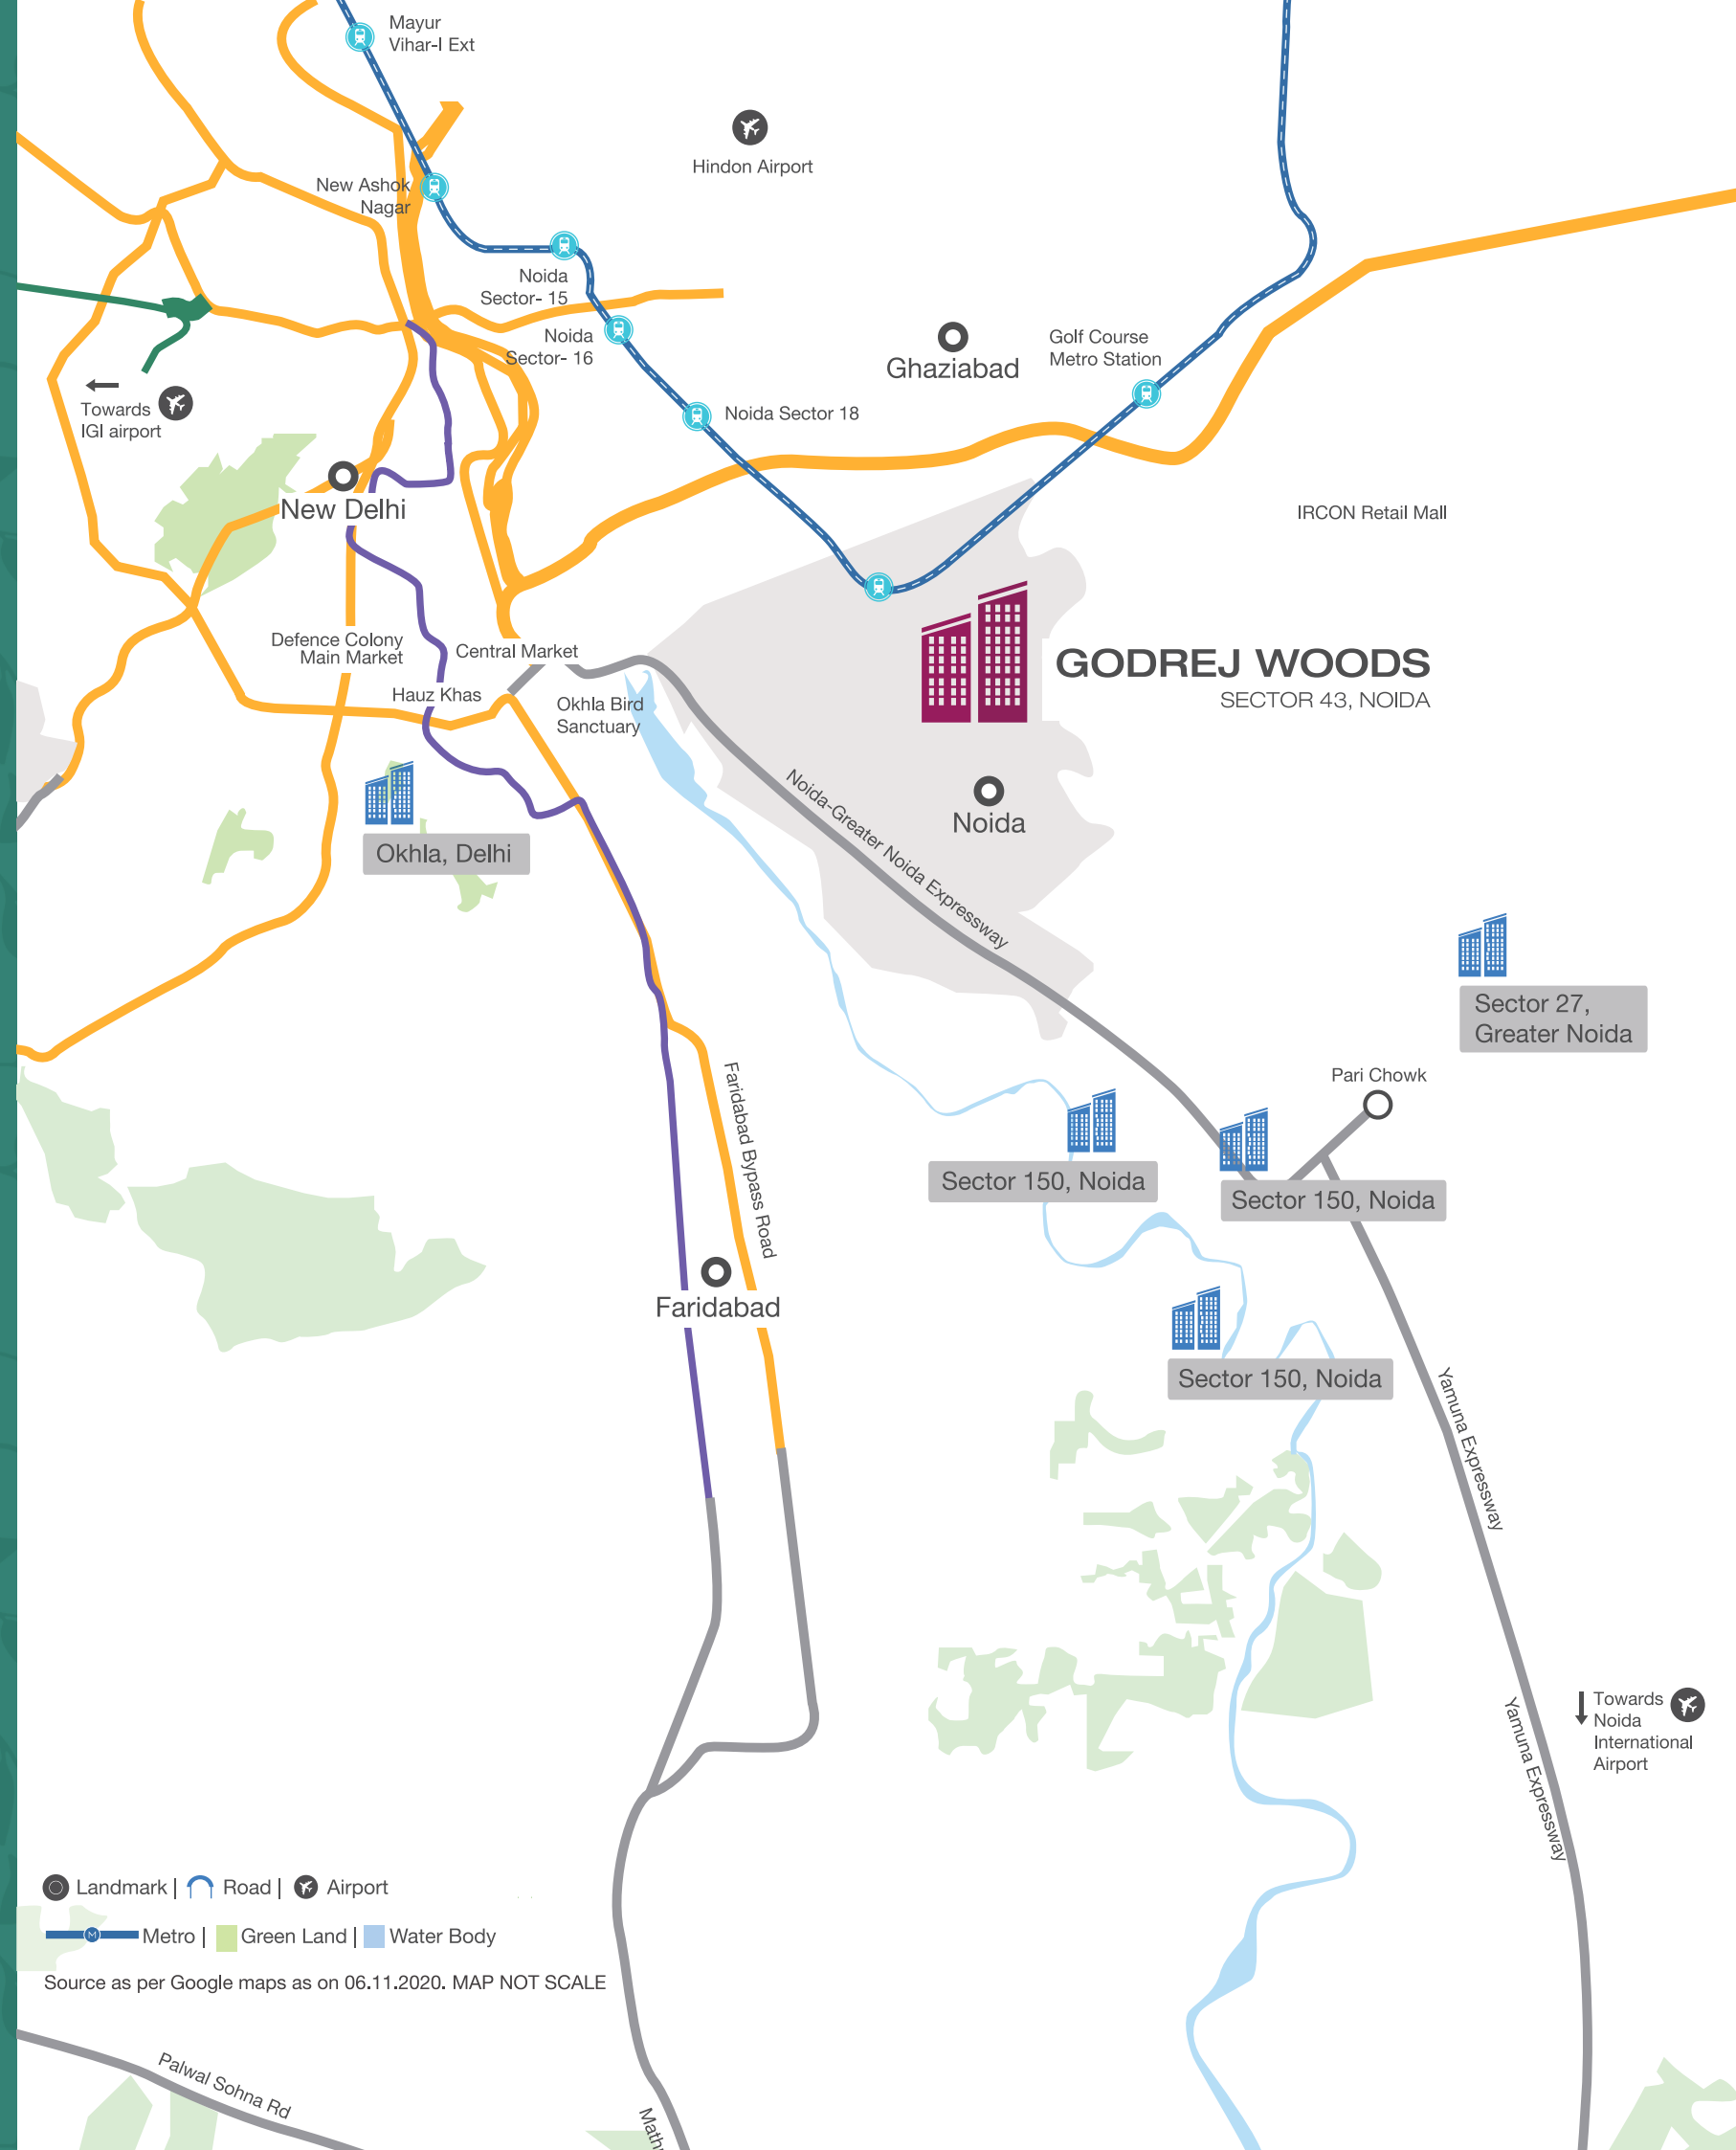 Mayur
Vihar-I Ext
Hindon Airport
New Ashok
Nagar
Noida
Sector- 15
Noida
Sector- 16
Golf Course
Metro Station
Ghaziabad
Towards
IGI airport
Noida Sector 18
New Delhi
IRCON Retail Mall
Defence Colony
Main Market
Central Market
GODREJ WOODS
SECTOR 43, NOIDA
Hauz Khas
Okhla Bird
Sanctuary
Noida-Greater Noida Expressway
Noida
Okhla, Delhi
Sector 27,
Greater Noida
Pari Chowk
Faridabad Bypass Road
Sector 150, Noida
Sector 150, Noida
Faridabad
Sector 150, Noida
Yamuna Expressway
Towards
Noida
International
Airport
Yamuna Expressway
Landmark | Road | Airport
M
Metro | Green Land | Water Body
Source as per Google maps as on 06.11.2020. MAP NOT SCALE
Palwal Sohna Rd